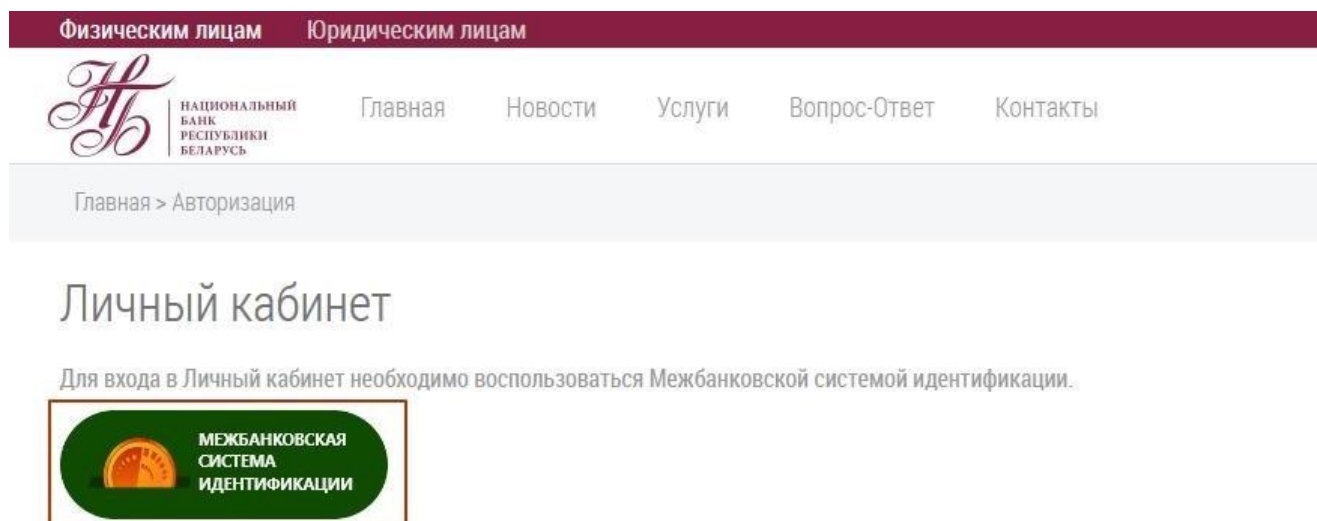 Физическим лицам Юридическим лицам
НБ
НАЦИОНАЛЬНЫЙ
БАНК
РЕСПУБЛИКИ
БЕЛАРУСЬ
Главная Новости Услуги Вопрос-Ответ Контакты
Главная > Авторизация
Личный кабинет
Для входа в Личный кабинет необходимо воспользоваться Межбанковской системой идентификации.
МЕЖБАНКОВСКАЯ
СИСТЕМА
ИДЕНТИФИКАЦИИ